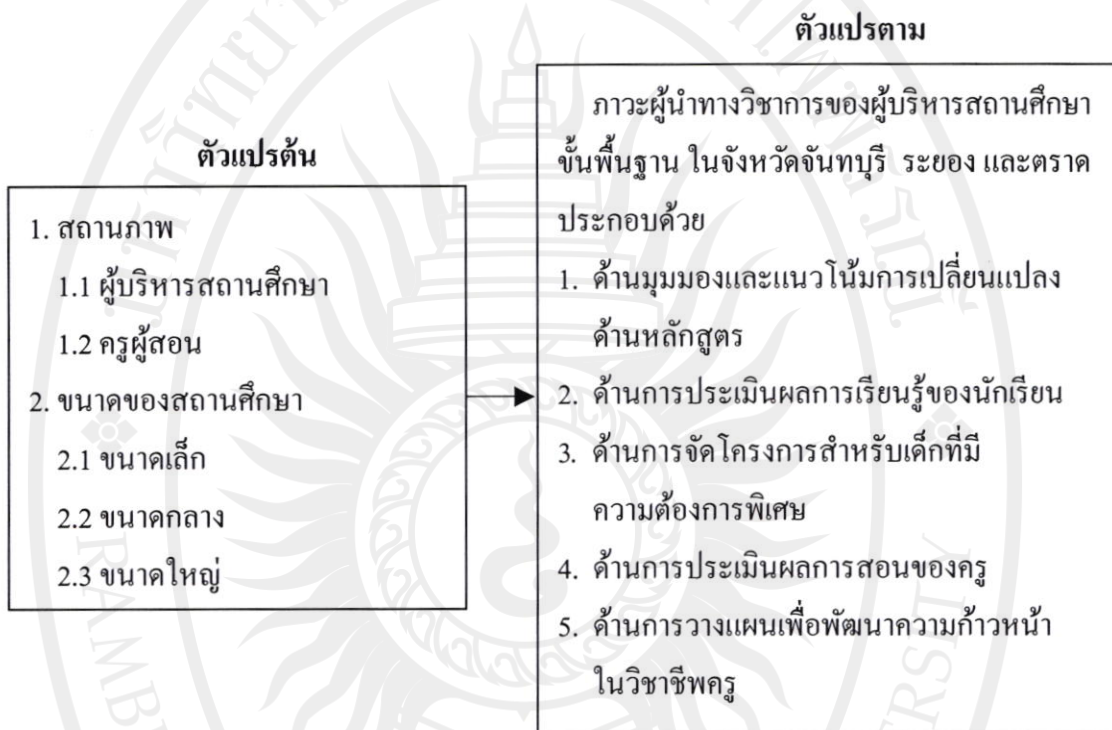 ตัวแปรตาม
ตัวแปรต้น
1. สถานภาพ
1.1 ผู้บริหารสถานศึกษา
1.2 ครูผู้สอน
2. ขนาดของสถานศึกษา
2.1 ขนาดเล็ก
2.2 ขนาดกลาง
2.3 ขนาดใหญ่
ภาวะผู้นำทางวิชาการของผู้บริหารสถานศึกษา
ขั้นพื้นฐาน ในจังหวัดจันทบุรี ระยอง และตราด
ประกอบด้วย
1. ด้านมุมมองและแนวโน้มการเปลี่ยนแปลง
ด้านหลักสูตร
2. ด้านการประเมินผลการเรียนรู้ของนักเรียน
3. ด้านการจัดโครงการสำหรับเด็กที่มี
ความต้องการพิเศษ
4. ด้านการประเมินผลการสอนของครู
5. ด้านการวางแผนเพื่อพัฒนาความก้าวหน้า
ในวิชาชีพครู